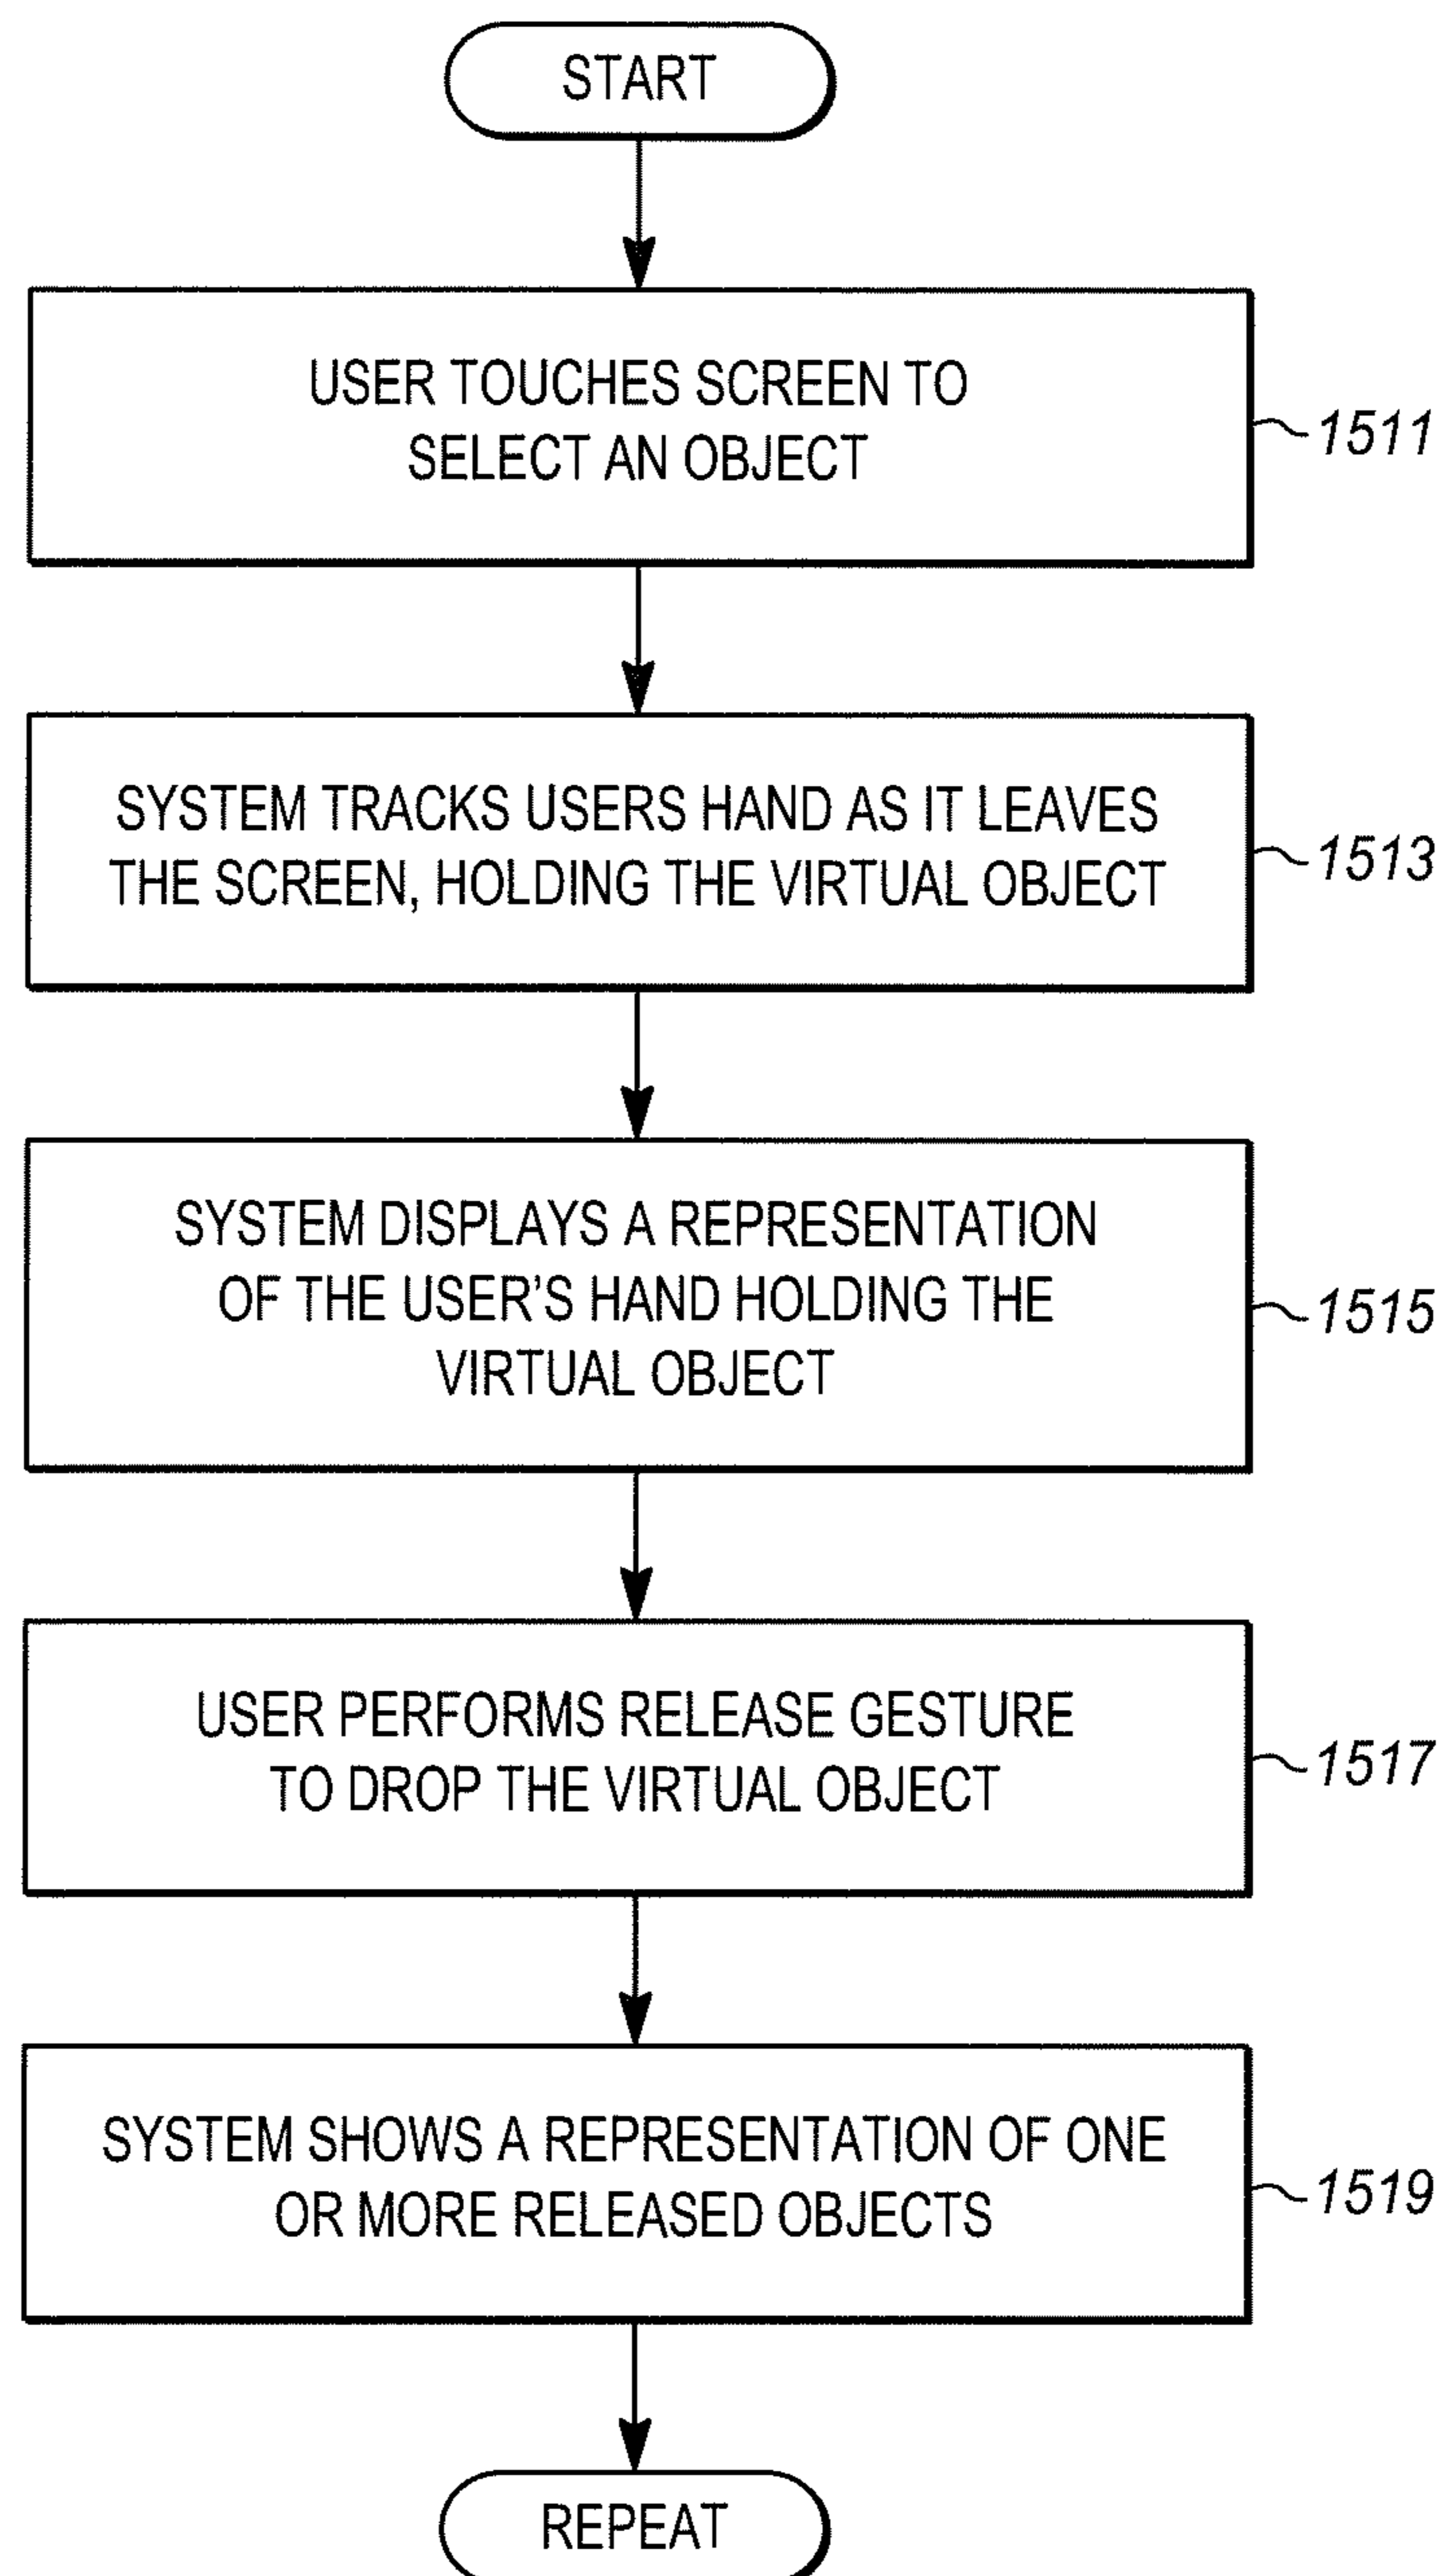 START
USER TOUCHES SCREEN TO
SELECT AN OBJECT
1511
SYSTEM TRACKS USERS HAND AS IT LEAVES
THE SCREEN, HOLDING THE VIRTUAL OBJECT
1513
SYSTEM DISPLAYS A REPRESENTATION
OF THE USER'S HAND HOLDING THE
VIRTUAL OBJECT
1515
USER PERFORMS RELEASE GESTURE
TO DROP THE VIRTUAL OBJECT
1517
SYSTEM SHOWS A REPRESENTATION OF ONE
OR MORE RELEASED OBJECTS
1519
REPEAT